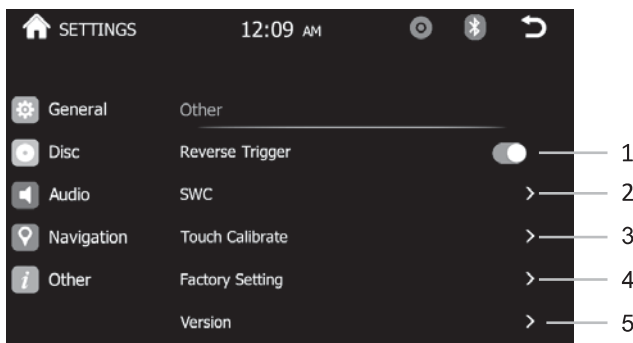 SETTINGS 12:09 AM
General Other
Disc Reverse Trigger 1
Audio SWC 2
Navigation Touch Calibrate 3
Other Factory Setting 4
Version 5